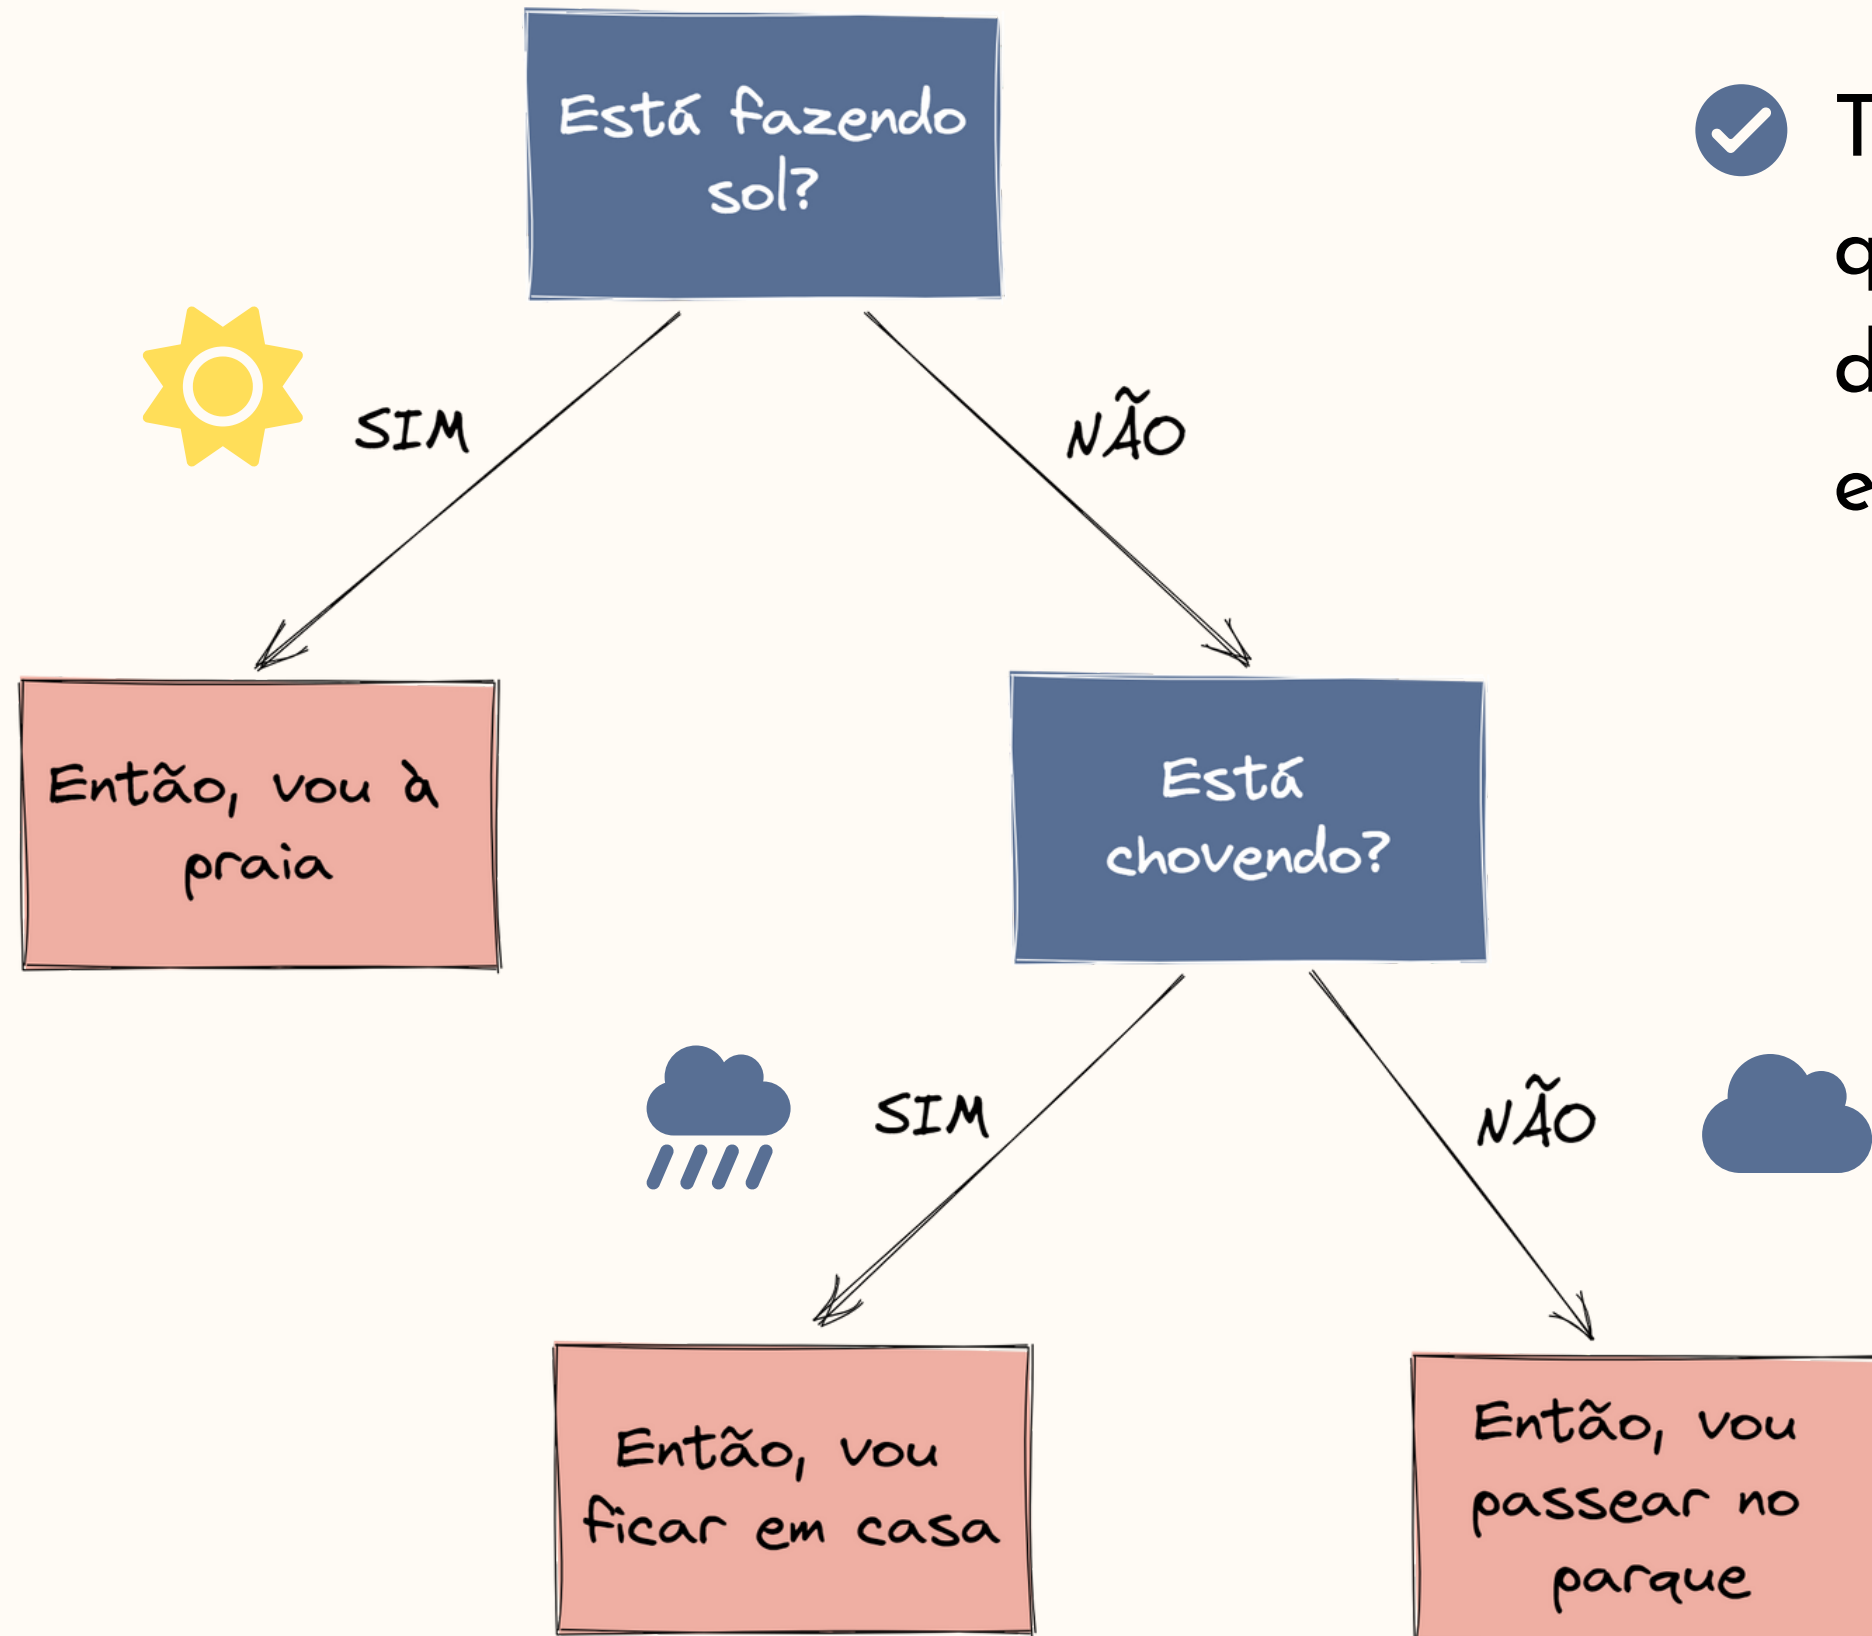 Está fazendo
sol?
SIM
NÃO
Então, vou à
praia
Está
chovendo?
SIM
NÃO
Então, vou
ficar em casa
Então, vou
passear no
parque